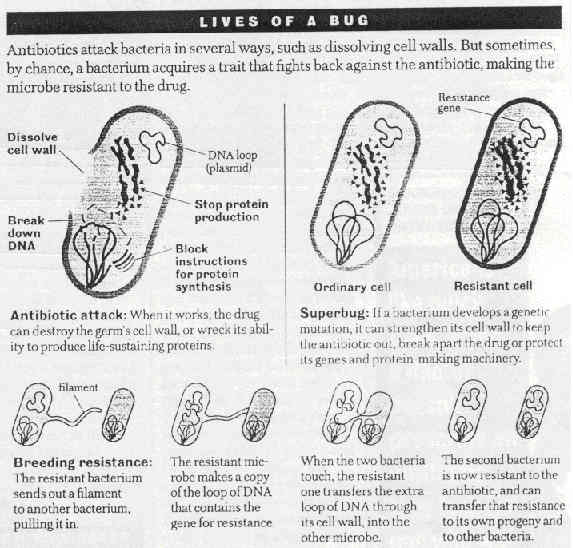 LIVES OF A BUG
Antibiotics attack bacteria in several ways, such as dissolving cell walls. But sometimes,
by chance, a bacterium acquires a trait that fights back against the antibiotic, making the
microbe resistant to the drug.
Dissolve
cell wall
DNA loop
(plasmid)
Stop protein
production
Break
down
DNA
Block
instructions
for protein
synthesis
Antibiotic attack: When it works, the drug
can destroy the germ's cell wall, or wreck its abil-
ity to produce life-sustaining proteins.
Resistance
gene
Ordinary cell
Resistant cell
Superbug: If a bacterium develops a genetic
mutation, it can strengthen its cell wall to keep
the antibiotic out, break apart the drug or protect
its genes and protein-making machinery.
filament
Breeding resistance:
The resistant bacterium
sends out a filament
to another bacterium,
pulling it in.
The resistant mic-
robe makes a copy
of the loop of DNA
that contains the
gene for resistance.
When the two bacteria
touch, the resistant
one transfers the extra
loop of DNA through
its cell wall, into the
other microbe.
The second bacterium
is now resistant to the
antibiotic, and can
transfer that resistance
to its own progeny and
to other bacteria.